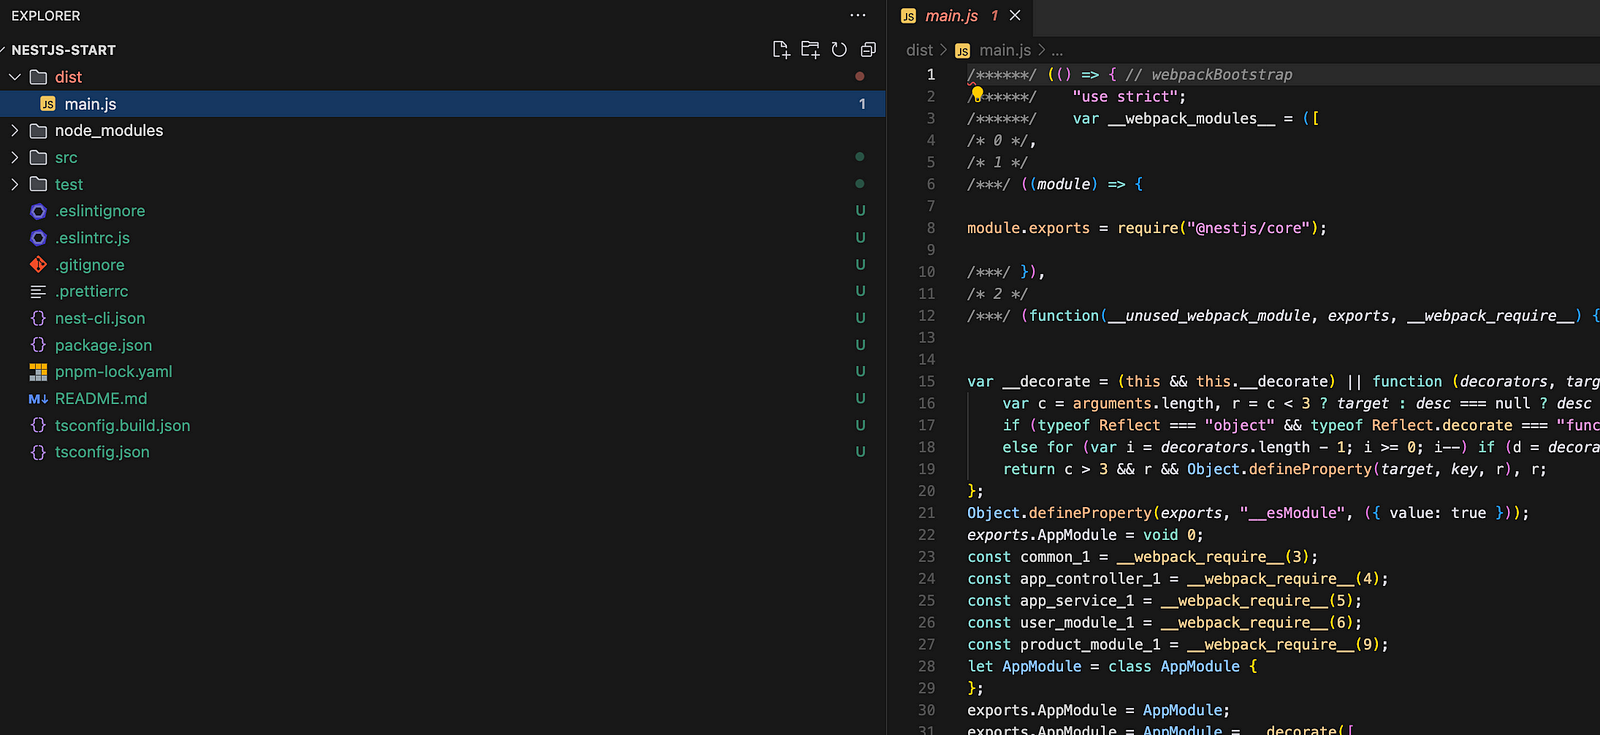 EXPLORER
NESTJS-START
dist
JS main.js 1
node_modules
src
test
.eslintignore U
.eslintrc.js U
.gitignore U
.prettierrc U
{} nest-cli.json U
{} package.json U
pnpm-lock.yaml U
M↓ README.md U
{} tsconfig.build.json U
{} tsconfig.json U
JS main.js 1
dist > JS main.js > ...
1 /******/ (() => { // webpackBootstrap
2 /******/ "use strict";
3 /******/ var __webpack_modules__ = ([
4 /* 0 */,
5 /* 1 */
6 /***/ ((module) => {
7
8 module.exports = require("@nestjs/core");
9
10 /***/ }),
11 /* 2 */
12 /***/ (function(__unused_webpack_module, exports, __webpack_require__) {
13
14
15 var __decorate = (this && this.__decorate) || function (decorators, targ
16 var c = arguments.length, r = c < 3 ? target : desc === null ? desc
17 if (typeof Reflect === "object" && typeof Reflect.decorate === "func
18 else for (var i = decorators.length - 1; i >= 0; i--) if (d = decora
19 return c > 3 && r && Object.defineProperty(target, key, r), r;
20 };
21 Object.defineProperty(exports, "__esModule", ({ value: true }));
22 exports.AppModule = void 0;
23 const common_1 = __webpack_require__(3);
24 const app_controller_1 = __webpack_require__(4);
25 const app_service_1 = __webpack_require__(5);
26 const user_module_1 = __webpack_require__(6);
27 const product_module_1 = __webpack_require__(9);
28 let AppModule = class AppModule {
29 };
30 exports.AppModule = AppModule;
31 exports.AppModule = AppModule = __decorate([